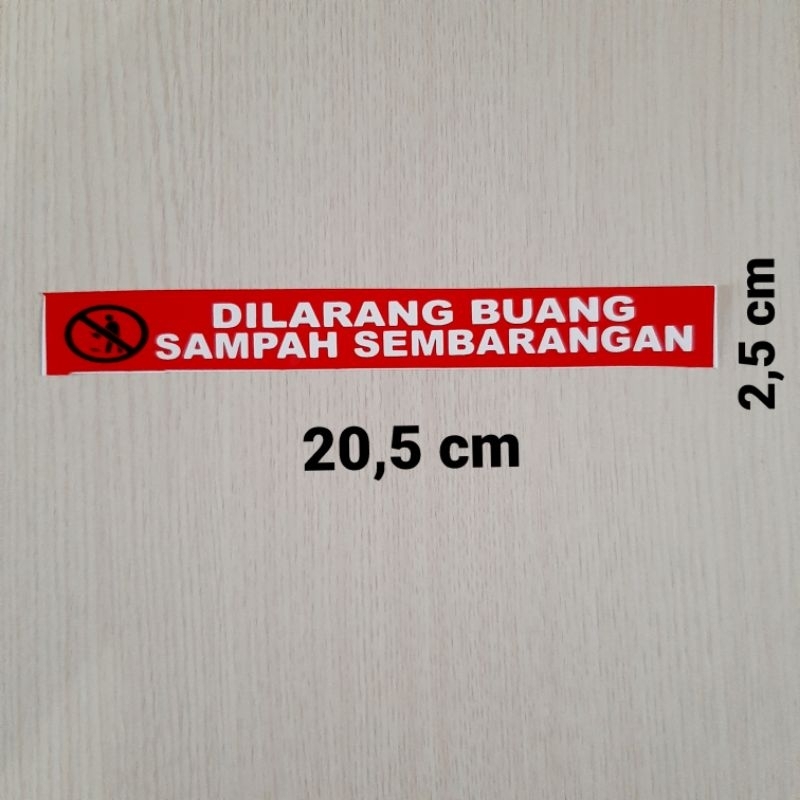 DILARANG BUANG
SAMPAH SEMBARANGAN
20,5 cm
2,5 cm